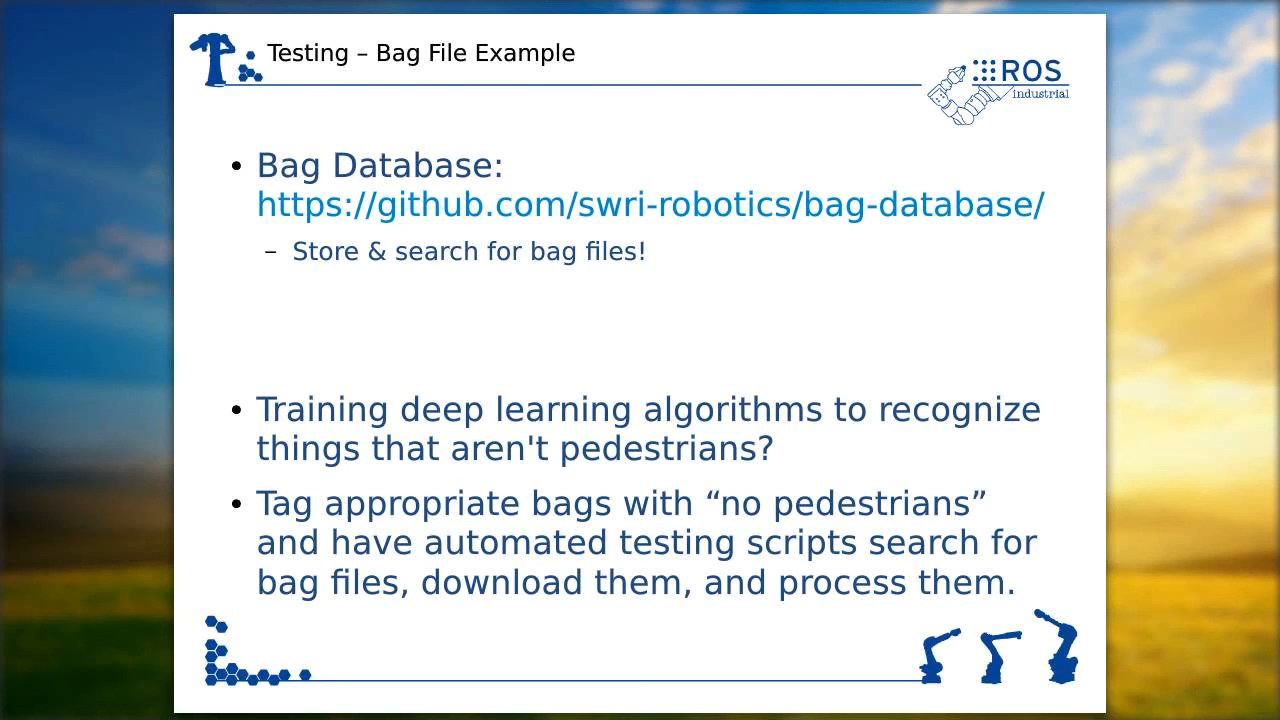 Testing – Bag File Example
ROS
industrial
• Bag Database:
https://github.com/swri-robotics/bag-database/
– Store & search for bag files!
• Training deep learning algorithms to recognize
things that aren't pedestrians?
• Tag appropriate bags with “no pedestrians”
and have automated testing scripts search for
bag files, download them, and process them.